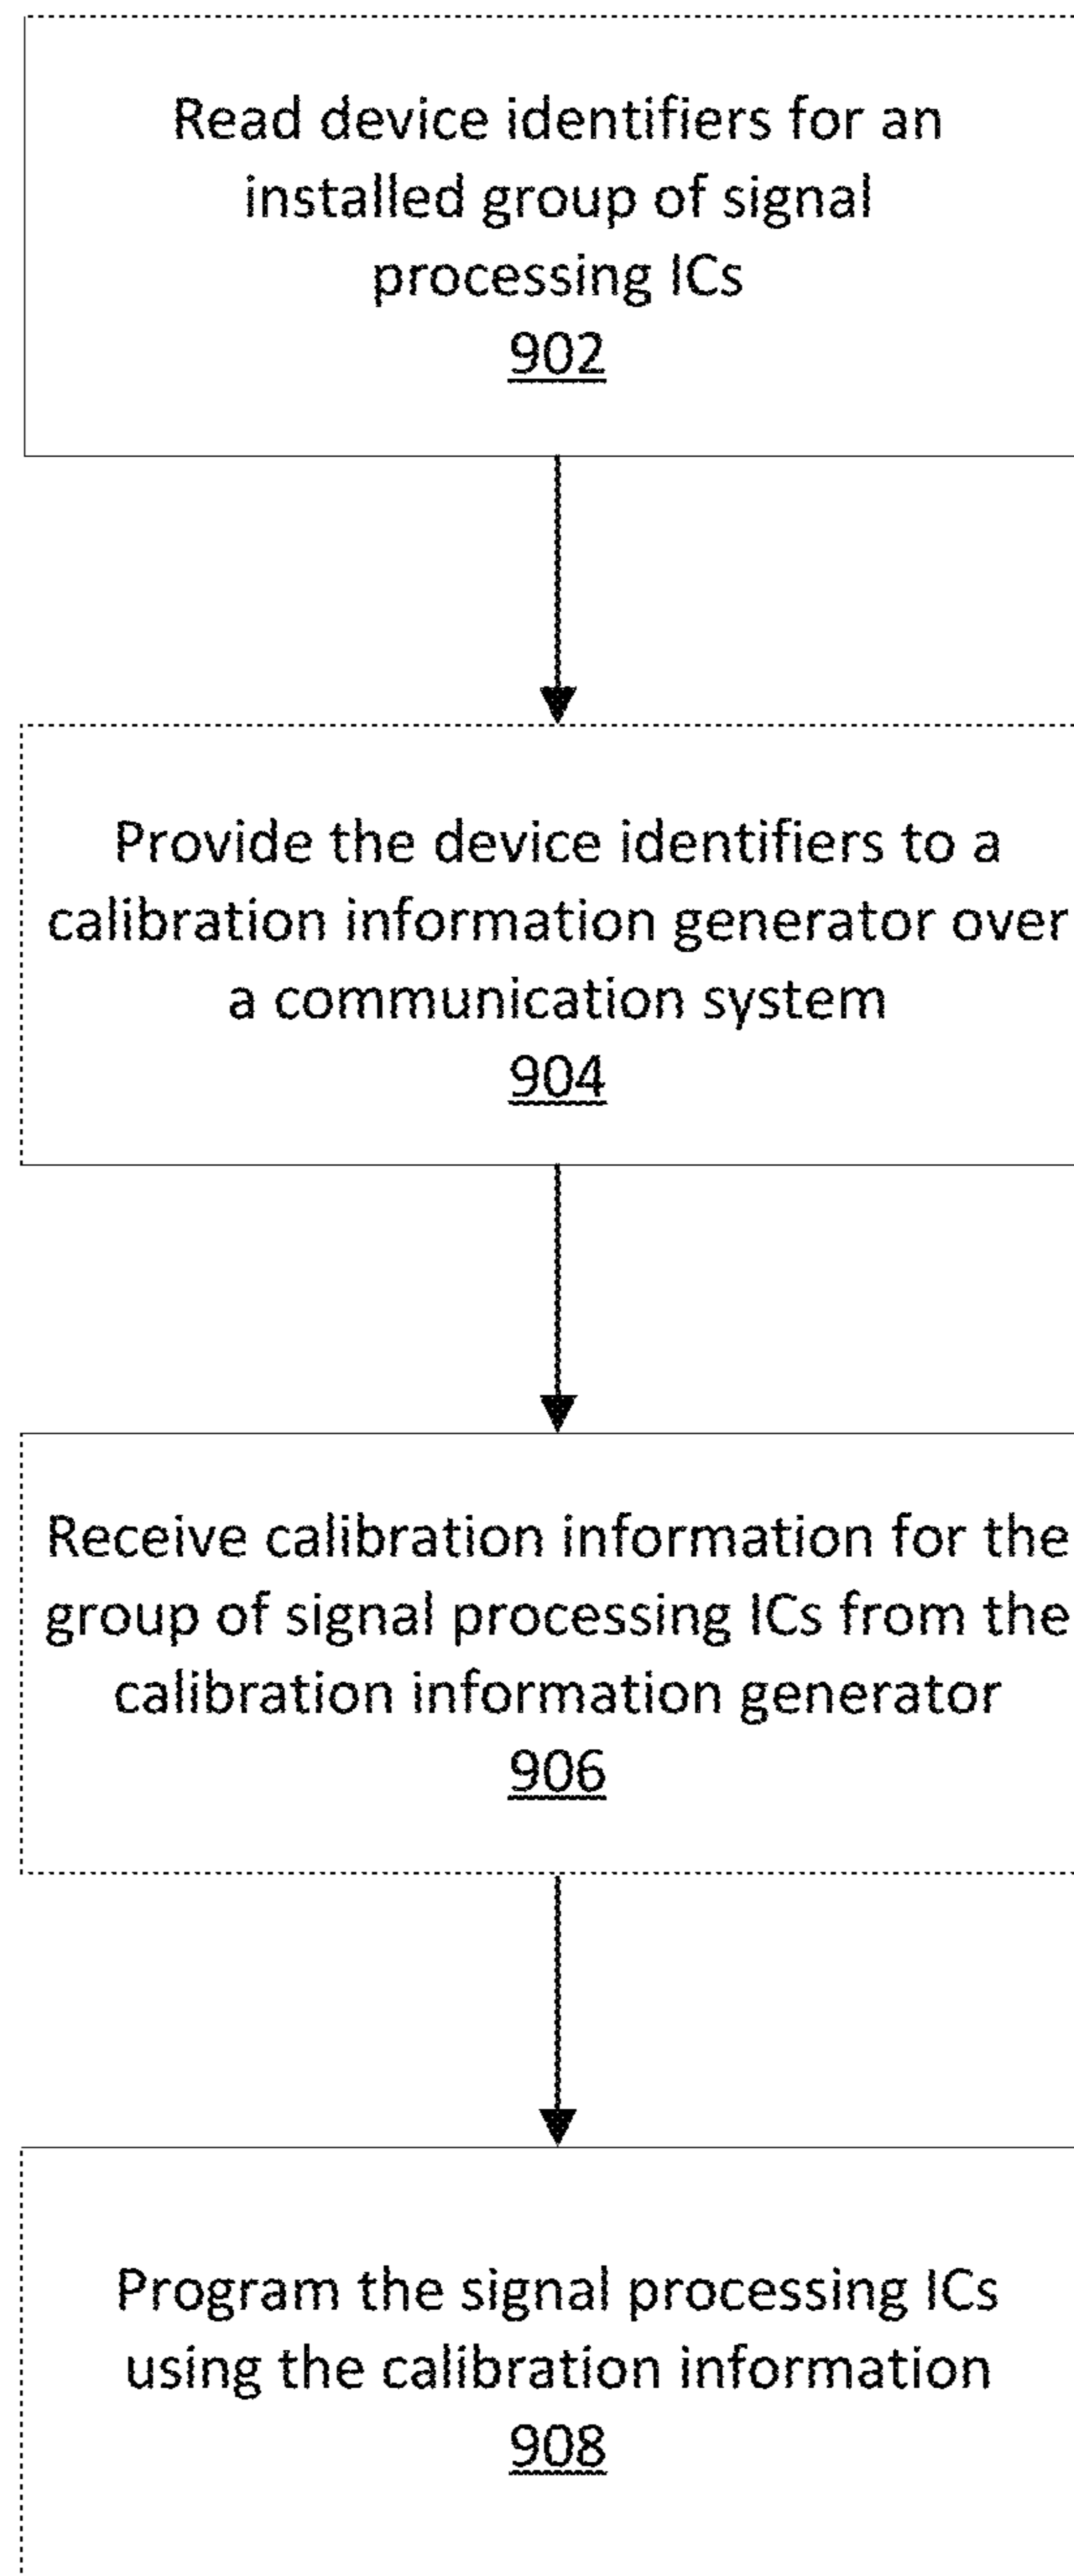 Read device identifiers for an
installed group of signal
processing ICs
902
Provide the device identifiers to a
calibration information generator over
a communication system
904
Receive calibration information for the
group of signal processing ICs from the
calibration information generator
906
Program the signal processing ICs
using the calibration information
908